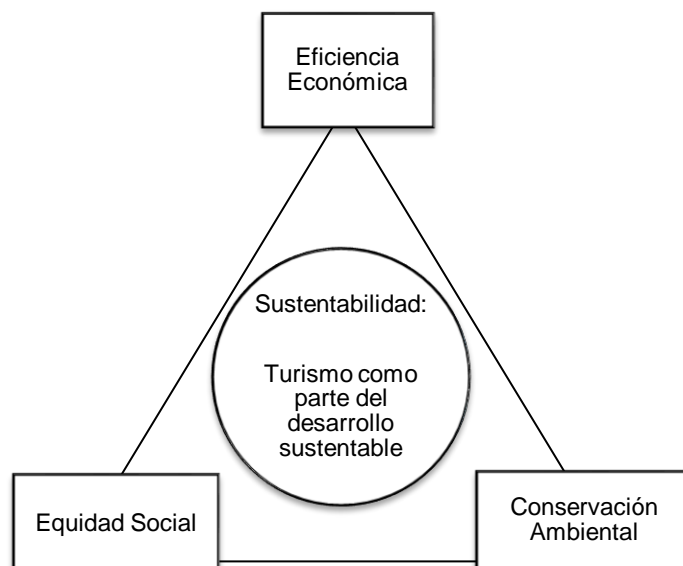 Eficiencia
Económica
Sustentabilidad:
Turismo como
parte del
desarrollo
sustentable
Equidad Social
Conservación
Ambiental